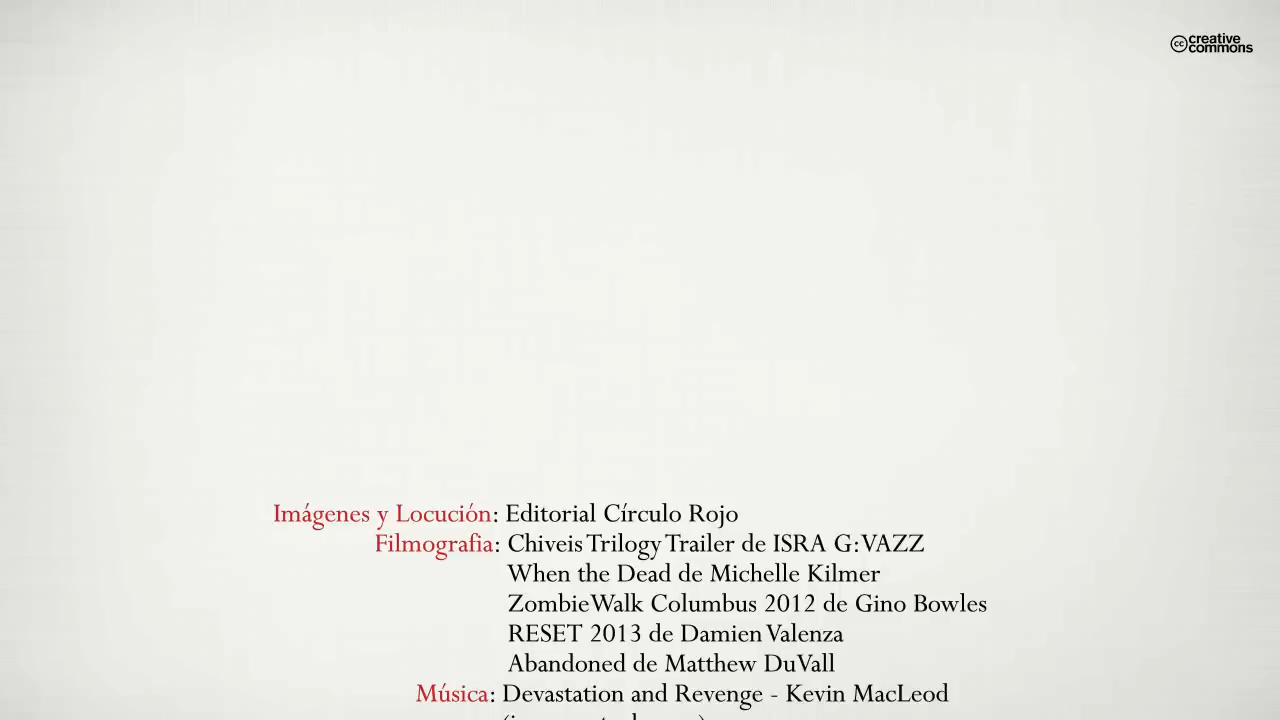 cc creative
commons
Imágenes y Locución: Editorial Círculo Rojo
Filmografia: Chiveis Trilogy Trailer de ISRA G:VAZZ
When the Dead de Michelle Kilmer
ZombieWalk Columbus 2012 de Gino Bowles
RESET 2013 de Damien Valenza
Abandoned de Matthew DuVall
Música: Devastation and Revenge - Kevin MacLeod